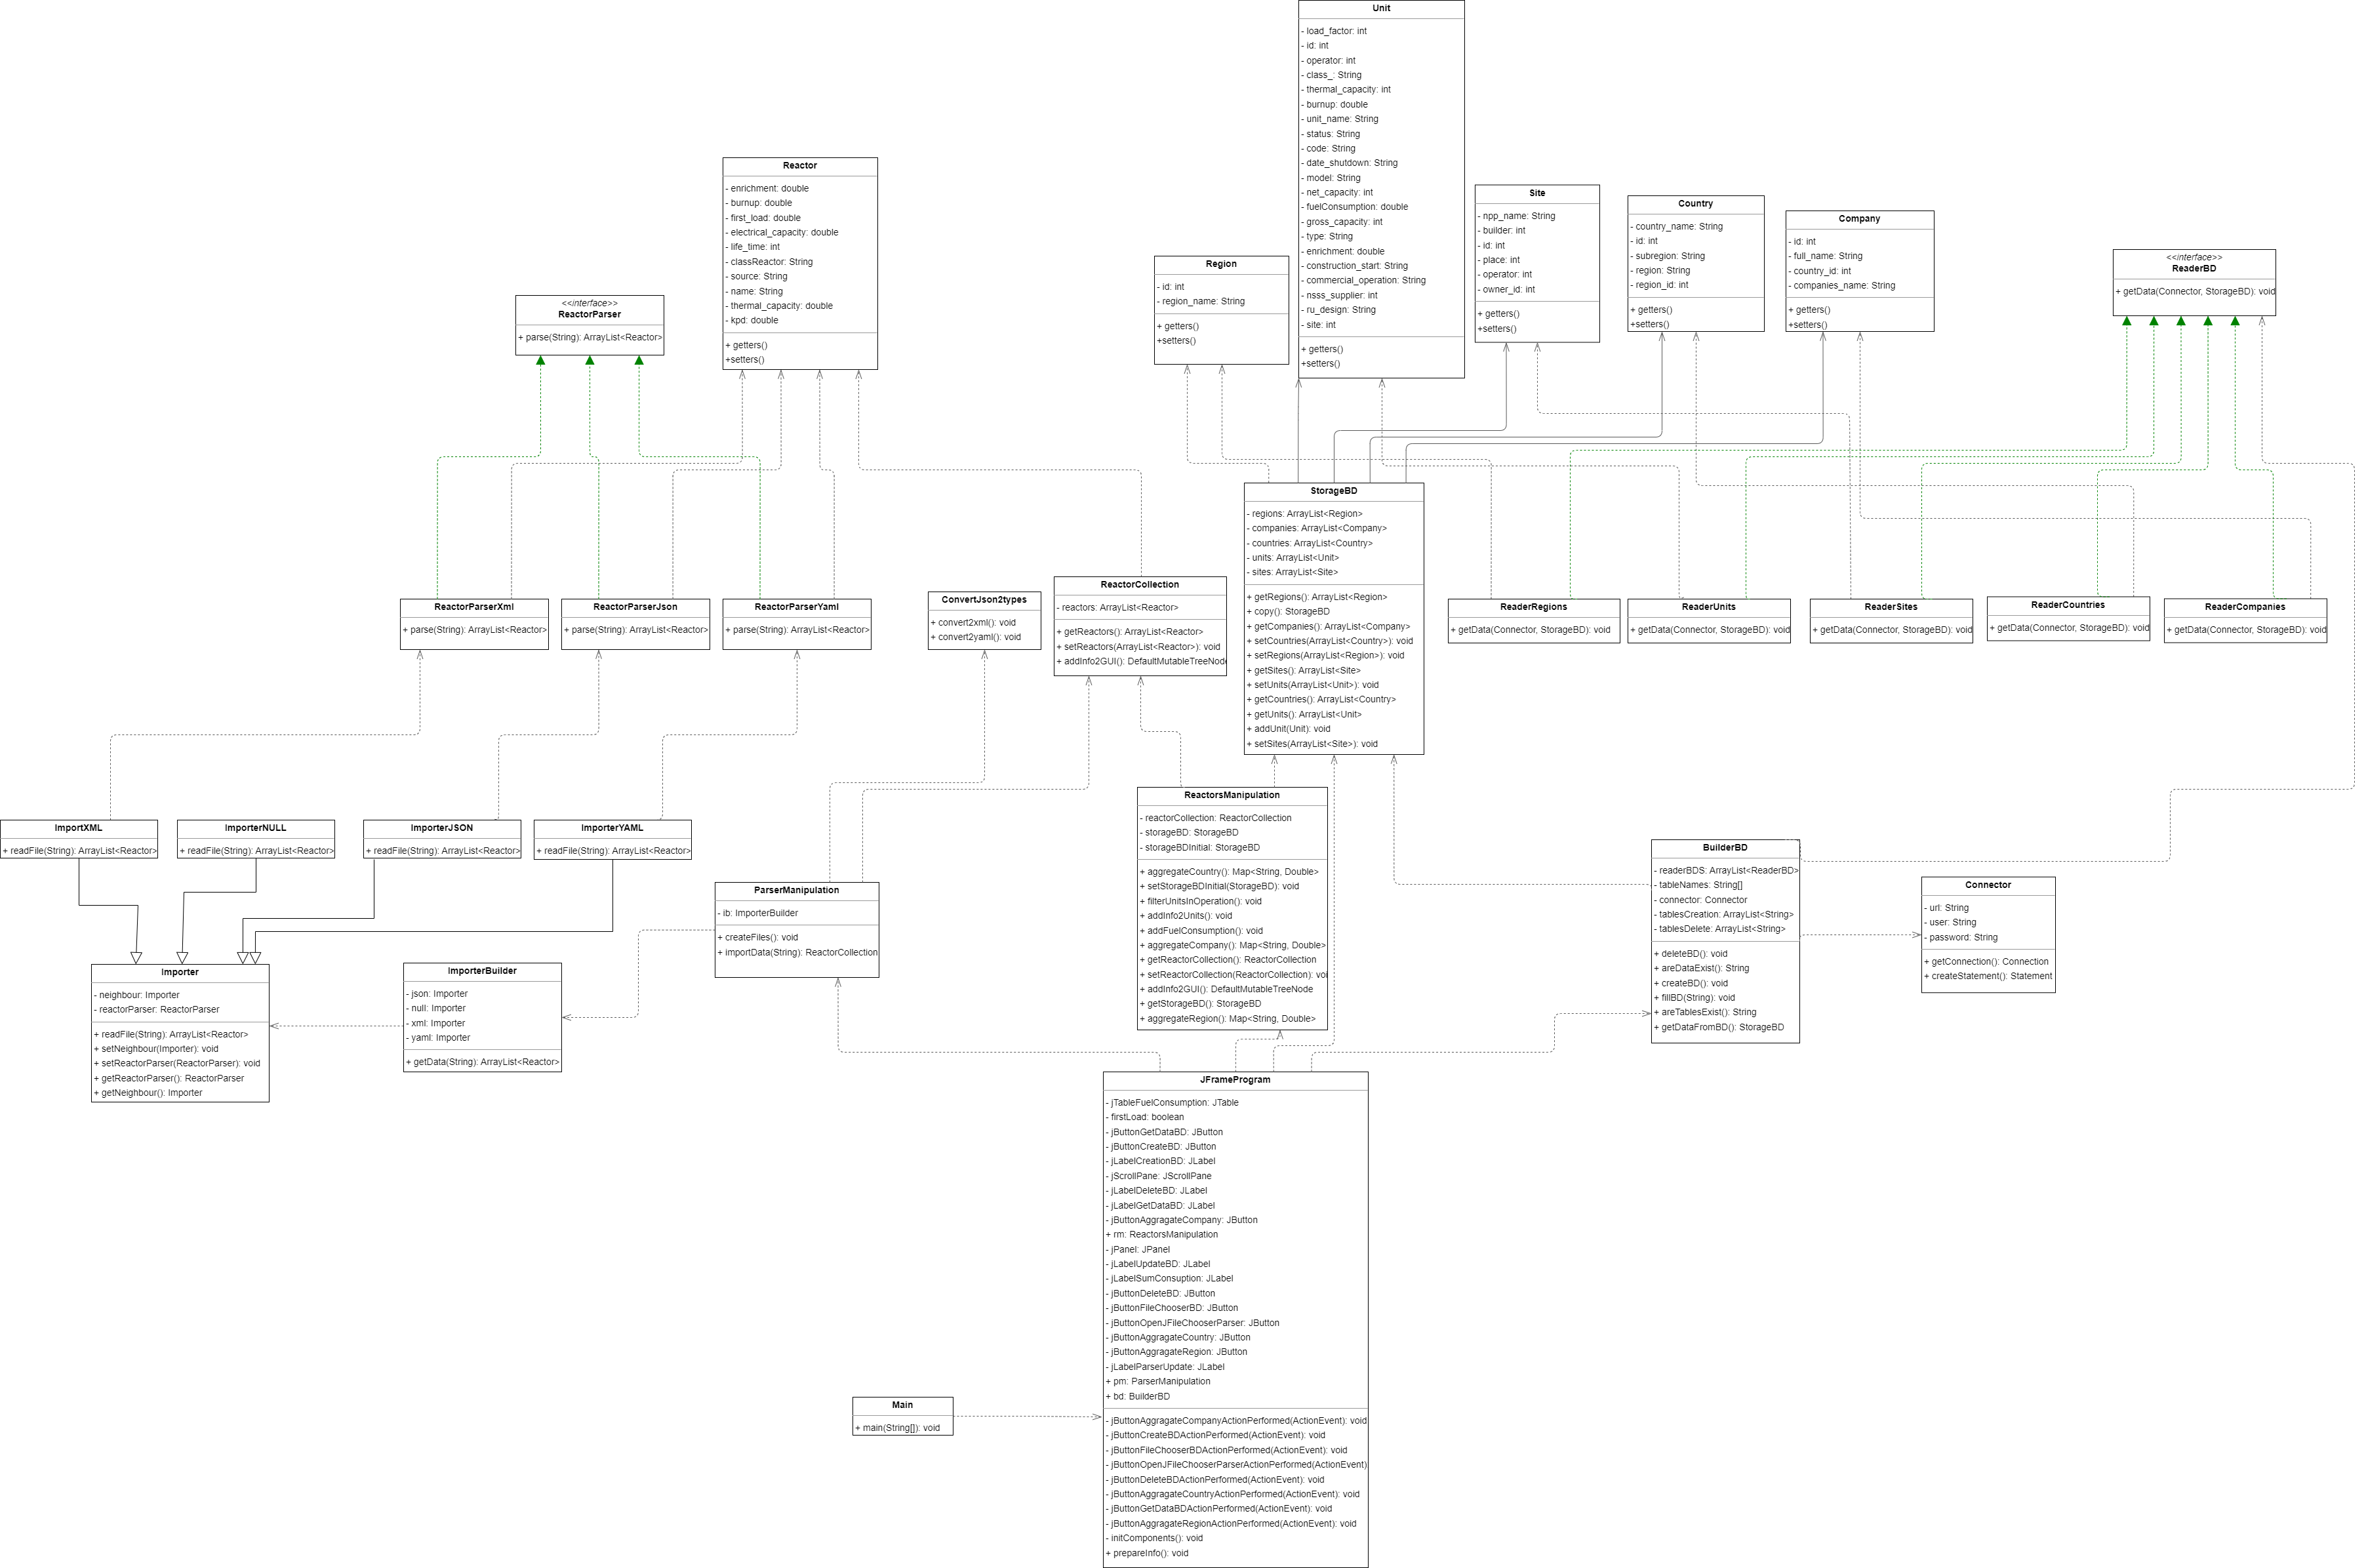 Unit
- load_factor: int
- id: int
- operator: int
- class_: String
- thermal_capacity: int
- burnup: double
- unit_name: String
- status: String
- code: String
- date_shutdown: String
- model: String
- net_capacity: int
- fuelConsumption: double
- gross_capacity: int
- type: String
- enrichment: double
- construction_start: String
- commercial_operation: String
- nsss_supplier: int
- ru_design: String
- site: int
+ getters()
+setters()
Reactor
- enrichment: double
- burnup: double
- first_load: double
- electrical_capacity: double
- life_time: int
- classReactor: String
- source: String
- name: String
- thermal_capacity: double
- kpd: double
+ getters()
+setters()
Site
- npp_name: String
- builder: int
- id: int
- place: int
- operator: int
- owner_id: int
+ getters()
+setters()
Country
- country_name: String
- id: int
- subregion: String
- region: String
- region_id: int
+ getters()
+setters()
Company
- id: int
- full_name: String
- country_id: int
- companies_name: String
+ getters()
+setters()
<<interface>>
ReaderBD
+ getData(Connector, StorageBD): void
Region
- id: int
- region_name: String
+ getters()
+setters()
<<interface>>
ReactorParser
+ parse(String): ArrayList<Reactor>
StorageBD
- regions: ArrayList<Region>
- companies: ArrayList<Company>
- countries: ArrayList<Country>
- units: ArrayList<Unit>
- sites: ArrayList<Site>
+ getRegions(): ArrayList<Region>
+ copy(): StorageBD
+ getCompanies(): ArrayList<Company>
+ setCountries(ArrayList<Country>): void
+ setRegions(ArrayList<Region>): void
+ getSites(): ArrayList<Site>
+ setUnits(ArrayList<Unit>): void
+ getCountries(): ArrayList<Country>
+ getUnits(): ArrayList<Unit>
+ addUnit(Unit): void
+ setSites(ArrayList<Site>): void
ReactorParserXml
+ parse(String): ArrayList<Reactor>
ReactorParserJson
+ parse(String): ArrayList<Reactor>
ReactorParserYaml
+ parse(String): ArrayList<Reactor>
ConvertJson2types
+ convert2xml(): void
+ convert2yaml(): void
ReactorCollection
- reactors: ArrayList<Reactor>
+ getReactors(): ArrayList<Reactor>
+ setReactors(ArrayList<Reactor>): void
+ addInfo2GUI(): DefaultMutableTreeNode
ReaderRegions
+ getData(Connector, StorageBD): void
ReaderUnits
+ getData(Connector, StorageBD): void
ReaderSites
+ getData(Connector, StorageBD): void
ReaderCountries
+ getData(Connector, StorageBD): void
ReaderCompanies
+ getData(Connector, StorageBD): void
ImportXML
+ readFile(String): ArrayList<Reactor>
ImporterNULL
+ readFile(String): ArrayList<Reactor>
ImporterJSON
+ readFile(String): ArrayList<Reactor>
ImporterYAML
+ readFile(String): ArrayList<Reactor>
ReactorsManipulation
- reactorCollection: ReactorCollection
- storageBD: StorageBD
- storageBDInitial: StorageBD
+ aggregateCountry(): Map<String, Double>
+ setStorageBDInitial(StorageBD): void
+ filterUnitsInOperation(): void
+ addInfo2Units(): void
+ addFuelConsumption(): void
+ aggregateCompany(): Map<String, Double>
+ getReactorCollection(): ReactorCollection
+ setReactorCollection(ReactorCollection): voi
+ addInfo2GUI(): DefaultMutableTreeNode
+ getStorageBD(): StorageBD
+ aggregateRegion(): Map<String, Double>
BuilderBD
- readerBDS: ArrayList<ReaderBD>
- tableNames: String[]
- connector: Connector
- tablesCreation: ArrayList<String>
- tablesDelete: ArrayList<String>
+ deleteBD(): void
+ areDataExist(): String
+ createBD(): void
+ fillBD(String): void
+ areTablesExist(): String
+ getDataFromBD(): StorageBD
Connector
- url: String
- user: String
- password: String
+ getConnection(): Connection
+ createStatement(): Statement
ParserManipulation
- ib: ImporterBuilder
+ createFiles(): void
+ importData(String): ReactorCollection
Importer
- neighbour: Importer
- reactorParser: ReactorParser
+ readFile(String): ArrayList<Reactor>
+ setNeighbour(Importer): void
+ setReactorParser(ReactorParser): void
+ getReactorParser(): ReactorParser
+ getNeighbour(): Importer
ImporterBuilder
- json: Importer
- null: Importer
- xml: Importer
- yaml: Importer
+ getData(String): ArrayList<Reactor>
JFrameProgram
- jTableFuelConsumption: JTable
- firstLoad: boolean
- jButtonGetDataBD: JButton
- jButtonCreateBD: JButton
- jLabelCreationBD: JLabel
- jScrollPane: JScrollPane
- jLabelDeleteBD: JLabel
- jLabelGetDataBD: JLabel
- jButtonAggragateCompany: JButton
+ rm: ReactorsManipulation
- jPanel: JPanel
- jLabelUpdateBD: JLabel
- jLabelSumConsuption: JLabel
- jButtonDeleteBD: JButton
- jButtonFileChooserBD: JButton
- jButtonOpenJFileChooserParser: JButton
- jButtonAggragateCountry: JButton
- jButtonAggragateRegion: JButton
- jLabelParserUpdate: JLabel
+ pm: ParserManipulation
+ bd: BuilderBD
- jButtonAggragateCompanyActionPerformed(ActionEvent): void
- jButtonCreateBDActionPerformed(ActionEvent): void
- jButtonFileChooserBDActionPerformed(ActionEvent): void
- jButtonOpenJFileChooserParserActionPerformed(ActionEvent)
- jButtonDeleteBDActionPerformed(ActionEvent): void
- jButtonAggragateCountryActionPerformed(ActionEvent): void
- jButtonGetDataBDActionPerformed(ActionEvent): void
- jButtonAggragateRegionActionPerformed(ActionEvent): void
- initComponents(): void
+ prepareInfo(): void
Main
+ main(String[]): void